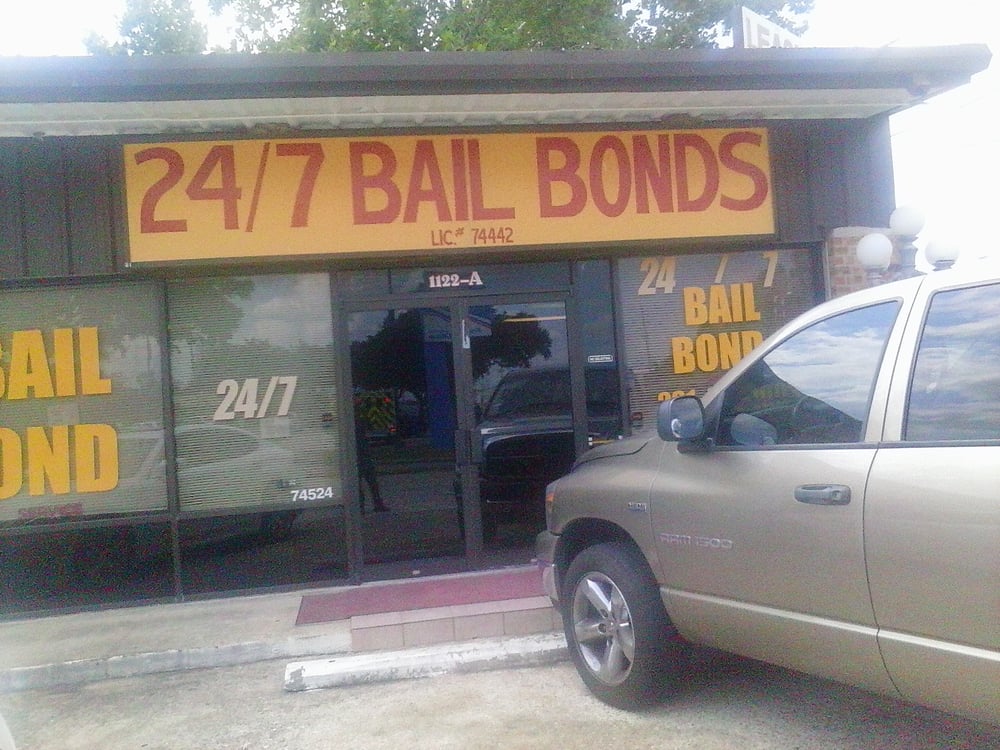 24/7 BAIL BONDS
LIC.# 74442
1122-A
BAIL
BOND
24/7
74524
24 / 7
BAIL
BOND
RAM 1500